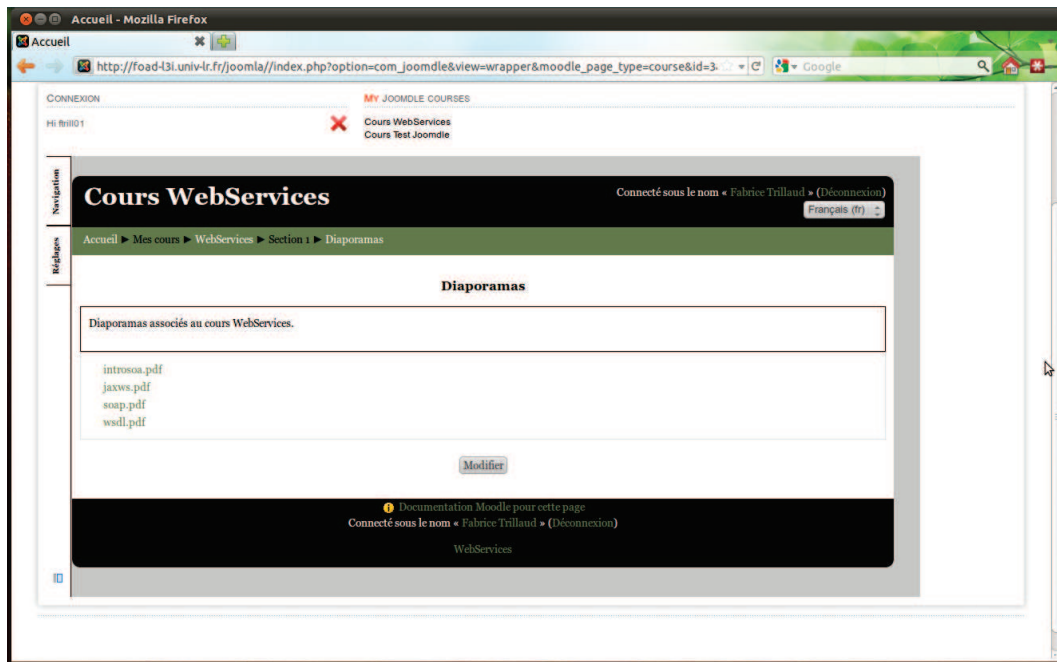 Accueil - Mozilla Firefox
Accueil
http://foad-l3i.univ-lr.fr/joomla//index.php?option=com_joomdle&view=wrapper&moodle_page_type=course&id=34
Google
CONNEXION
MY JOOMDLE COURSES
Hi ftrill01
Cours WebServices
Cours Test Joomdle
Navigation
Réglages
Cours WebServices
Connecté sous le nom « Fabrice Trillaud » (Déconnexion)
Français (fr)
Accueil ► Mes cours ► WebServices ► Section 1 ► Diaporamas
Diaporamas
Diaporamas associés au cours WebServices.
introsoa.pdf
jaxws.pdf
soap.pdf
wsdl.pdf
Modifier
Documentation Moodle pour cette page
Connecté sous le nom « Fabrice Trillaud » (Déconnexion)
WebServices